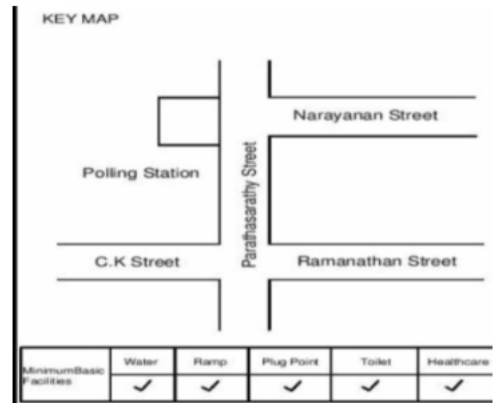 KEY MAP
Narayanan Street
Polling Station
Parathasarathy Street
C.K Street
Ramanathan Street
MinimumBasic Facilities
Water
Ramp
Plug Point
Toilet
Healthcare
✓ ✓ ✓ ✓ ✓